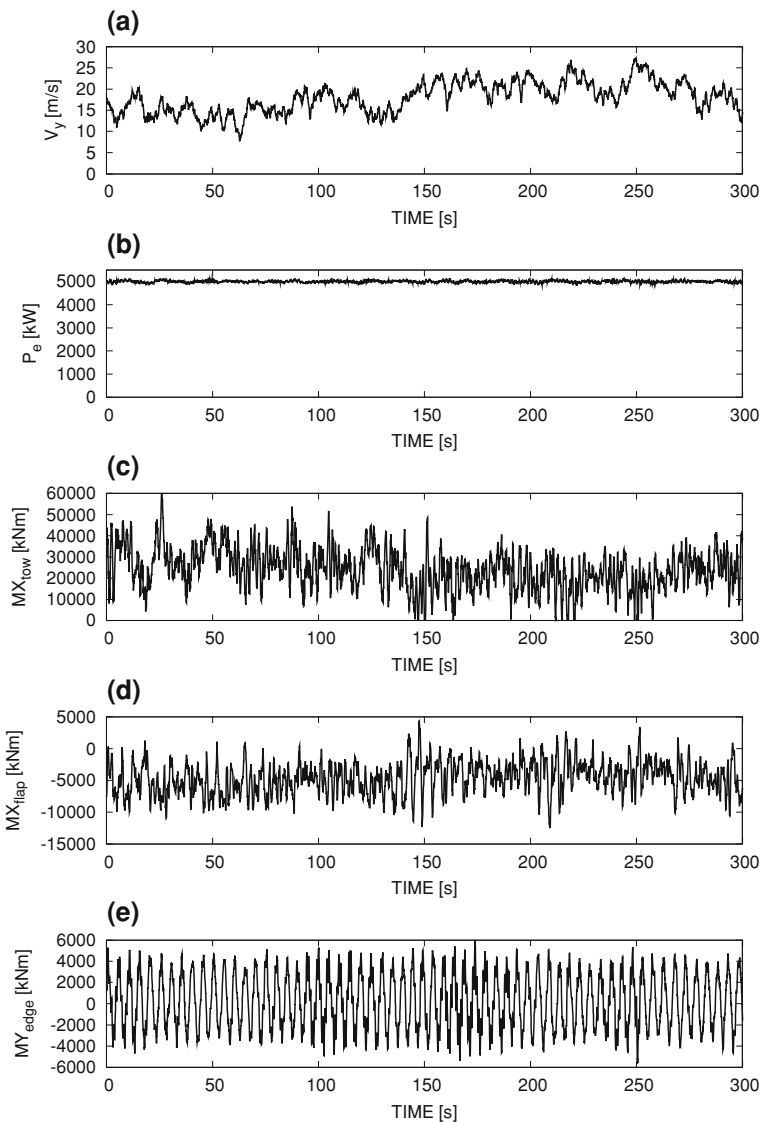 (a)
30
25
20
15
10
5
0
V_y [m/s]
0 50 100 150 200 250 300
TIME [s]
(b)
5000
4000
3000
2000
1000
0
P_e [kW]
0 50 100 150 200 250 300
TIME [s]
(c)
60000
50000
40000
30000
20000
10000
0
MX_tow [kNm]
0 50 100 150 200 250 300
TIME [s]
(d)
5000
0
-5000
-10000
-15000
MX_flap [kNm]
0 50 100 150 200 250 300
TIME [s]
(e)
6000
4000
2000
0
-2000
-4000
-6000
MY_edge [kNm]
0 50 100 150 200 250 300
TIME [s]